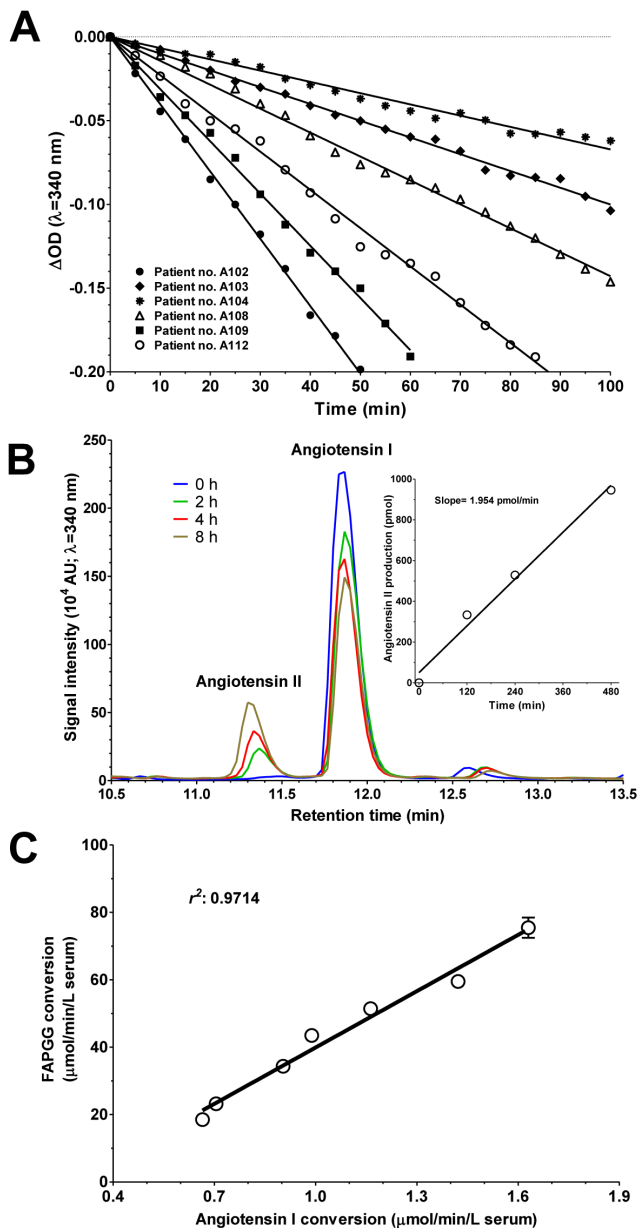 A
0.00
-0.05
-0.10
-0.15
-0.20
ΔOD (λ=340 nm)
Patient no. A102
Patient no. A103
Patient no. A104
Patient no. A108
Patient no. A109
Patient no. A112
0 10 20 30 40 50 60 70 80 90 100
Time (min)
B
250
200
150
100
50
0
Signal intensity (10⁴ AU; λ=340 nm)
Angiotensin I
0 h
2 h
4 h
8 h
Angiotensin II
1000
800
600
400
200
0
Angiotensin II production (pmol)
Slope= 1.954 pmol/min
0 120 240 360 480
Time (min)
10.5 11.0 11.5 12.0 12.5 13.0 13.5
Retention time (min)
C
100
80
60
40
20
0
FAPGG conversion
(μmol/min/L serum)
r²: 0.9714
0.4 0.7 1.0 1.3 1.6 1.9
Angiotensin I conversion (μmol/min/L serum)